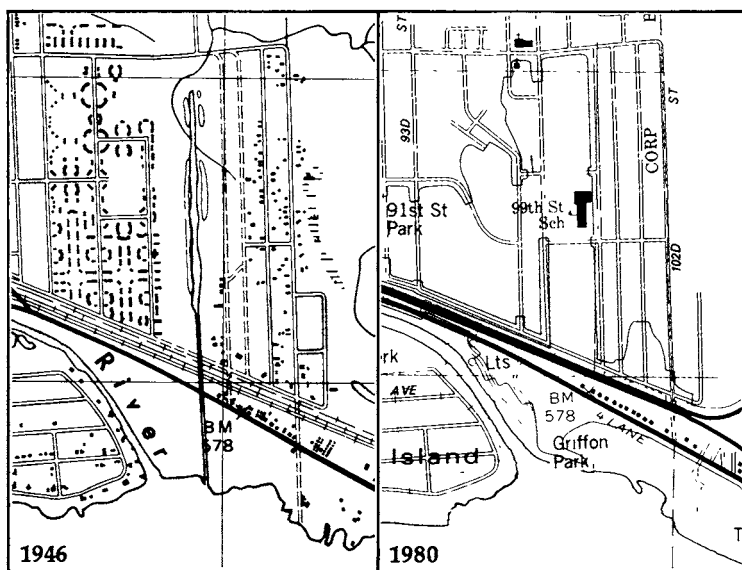 River
BM
578
1946
ST
93D
ST
CORP
91st St
Park
99th St
Sch
102D
Lts
AVE
BM
578
4 LANE
Griffon
Park
Island
1980